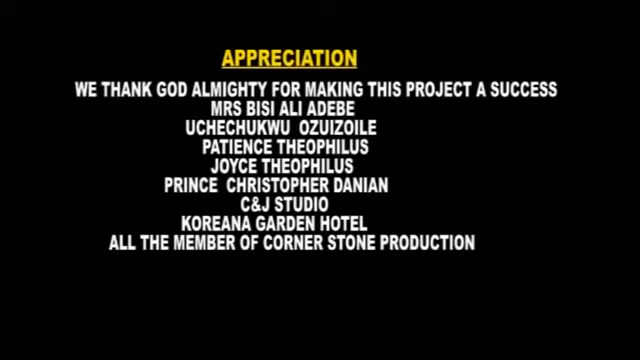 APPRECIATION
WE THANK GOD ALMIGHTY FOR MAKING THIS PROJECT A SUCCESS
MRS BISI ALI ADEBE
UCHECHUKWU OZUIZOILE
PATIENCE THEOPHILUS
JOYCE THEOPHILUS
PRINCE CHRISTOPHER DANIAN
C&J STUDIO
KOREANA GARDEN HOTEL
ALL THE MEMBER OF CORNER STONE PRODUCTION